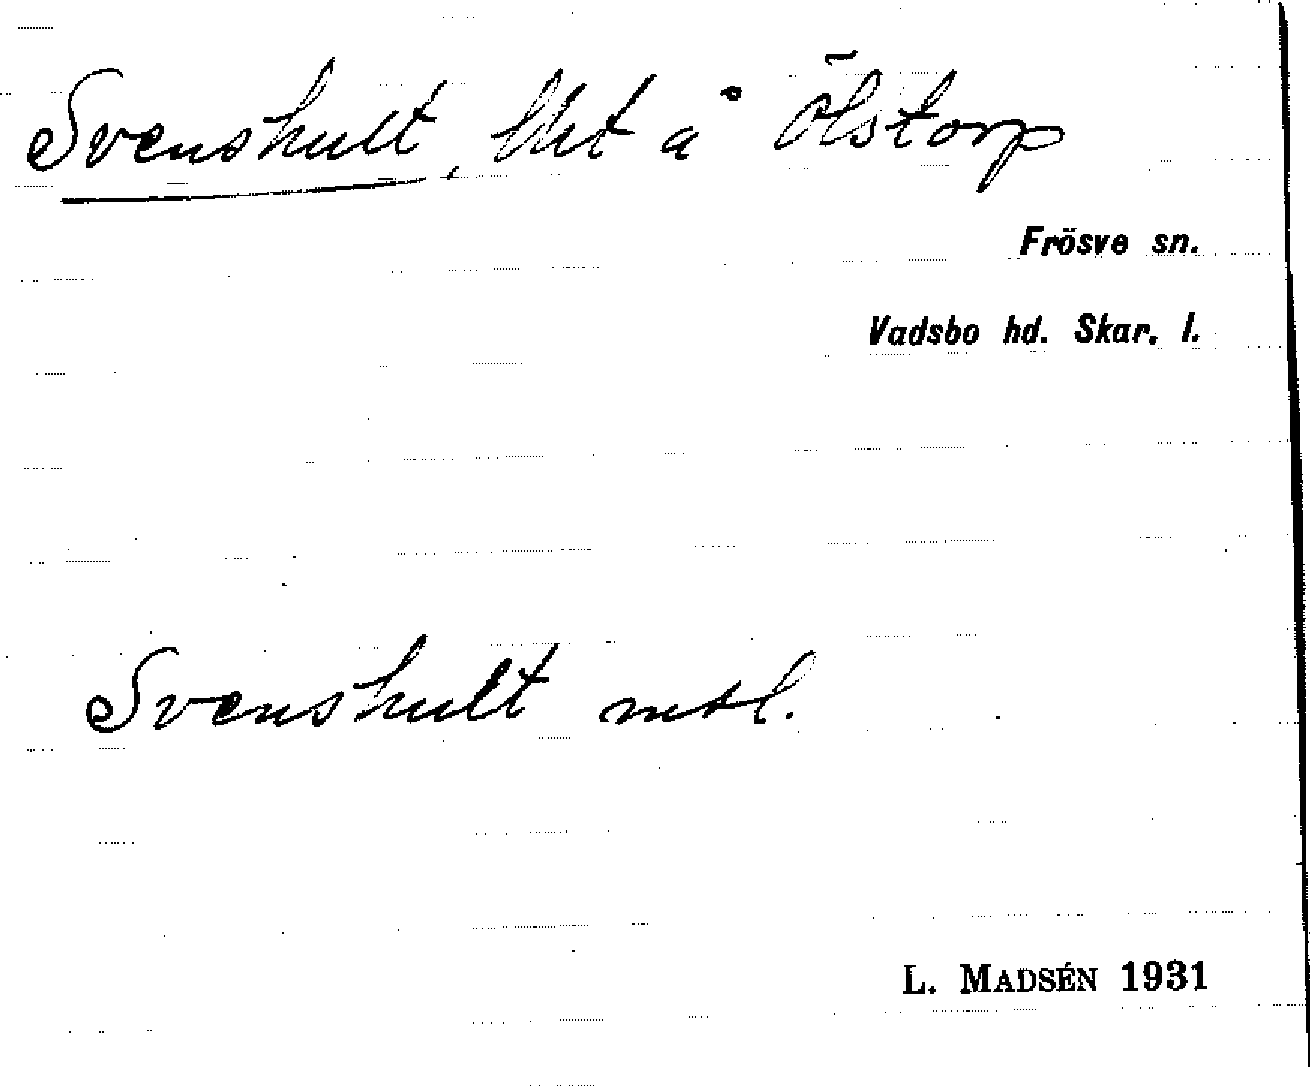 Svenshult, lht å Ölstorp
Frösve sn.
Vadsbo hd. Skar. l.
Svenshult mtl.
L. MADSÉN 1931